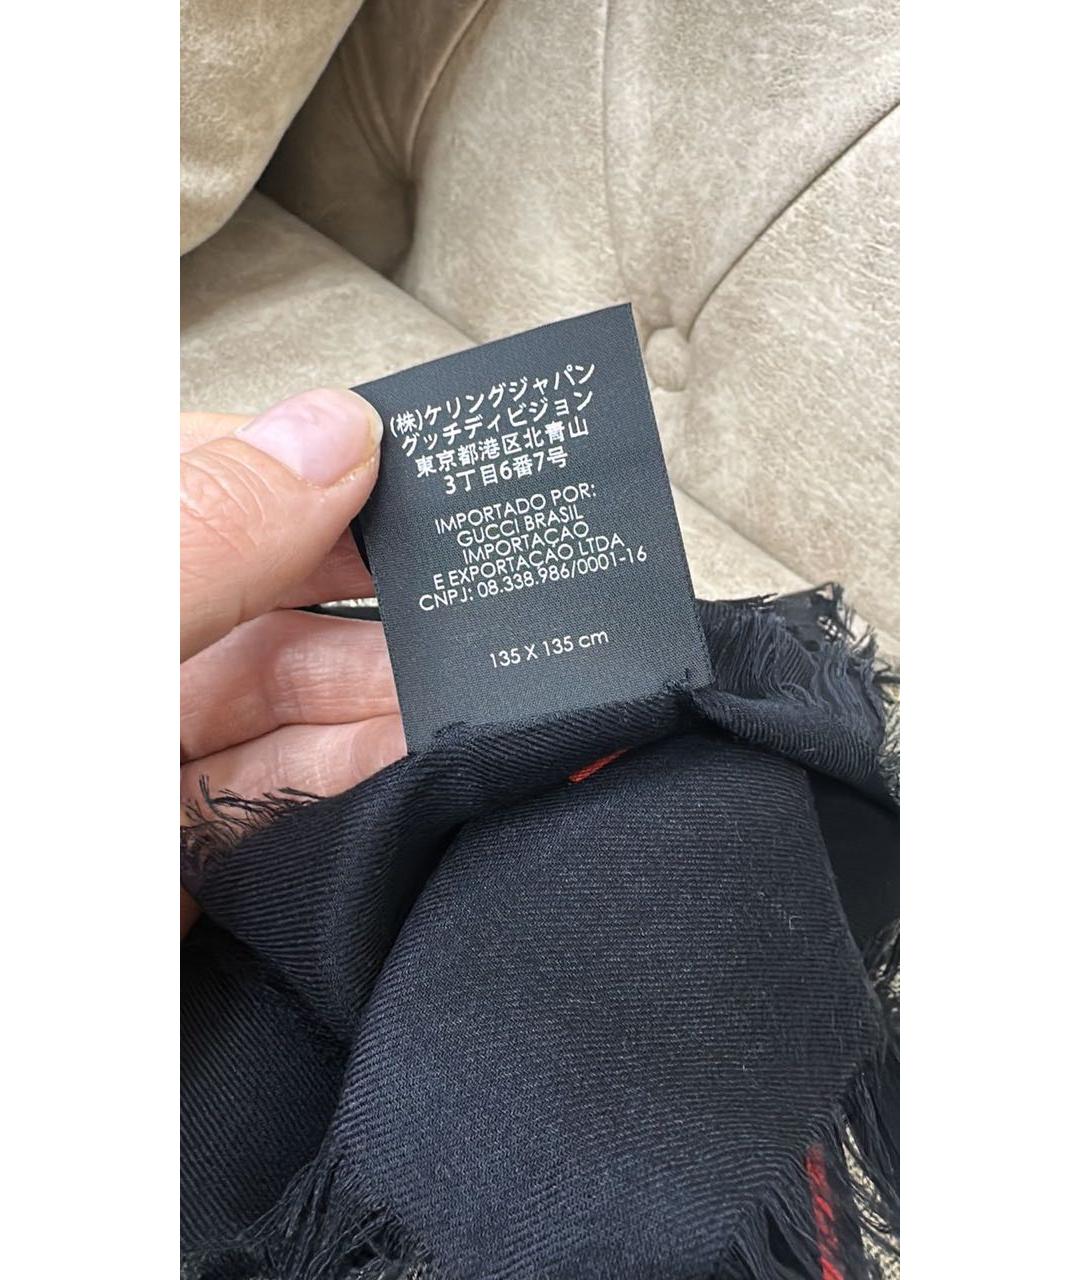 (株)ケリングジャパン
グッチディビジョン
東京都港区北青山
3丁目6番7号
IMPORTADO POR:
GUCCI BRASIL
IMPORTAÇAO
E EXPORTAÇAO LTDA
CNPJ: 08.338.986/0001-16
135 X 135 cm